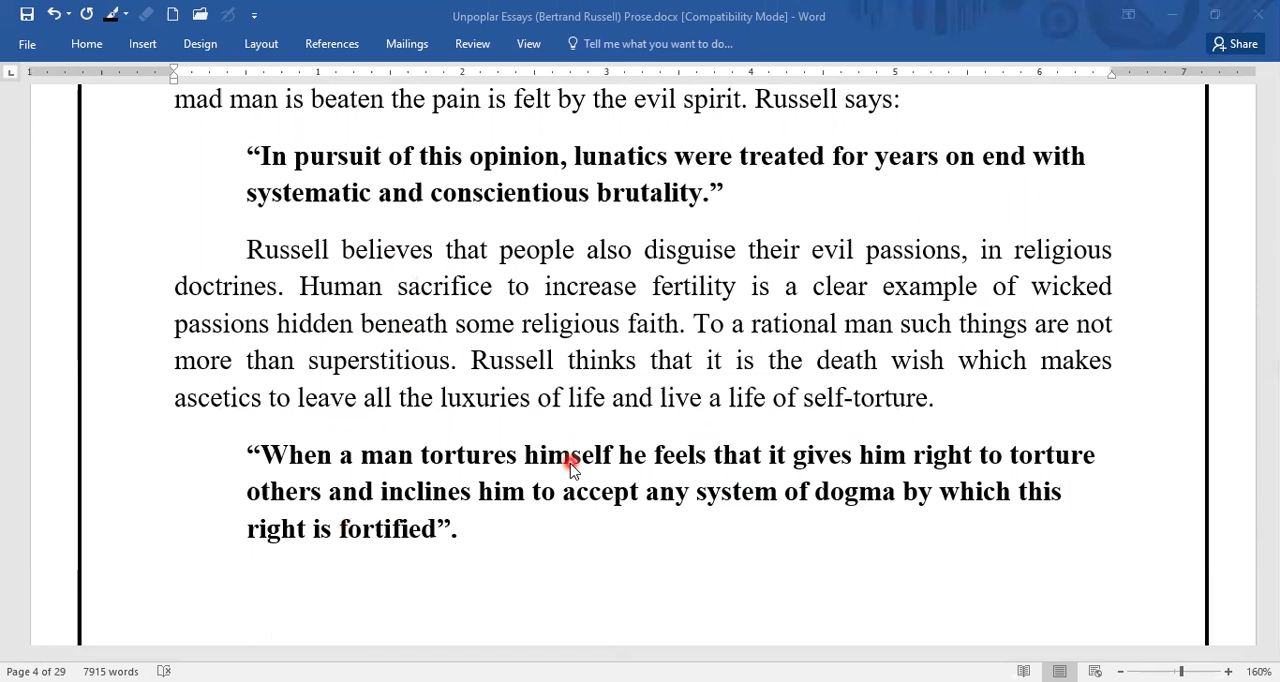 Unpoplar Essays (Bertrand Russell) Prose.docx [Compatibility Mode] - Word
File Home Insert Design Layout References Mailings Review View Tell me what you want to do... Share
1 1 2 3 4 5 6 7
mad man is beaten the pain is felt by the evil spirit. Russell says:
“In pursuit of this opinion, lunatics were treated for years on end with
systematic and conscientious brutality.”
Russell believes that people also disguise their evil passions, in religious
doctrines. Human sacrifice to increase fertility is a clear example of wicked
passions hidden beneath some religious faith. To a rational man such things are not
more than superstitious. Russell thinks that it is the death wish which makes
ascetics to leave all the luxuries of life and live a life of self-torture.
“When a man tortures himself he feels that it gives him right to torture
others and inclines him to accept any system of dogma by which this
right is fortified”.
Page 4 of 29 7915 words 160%